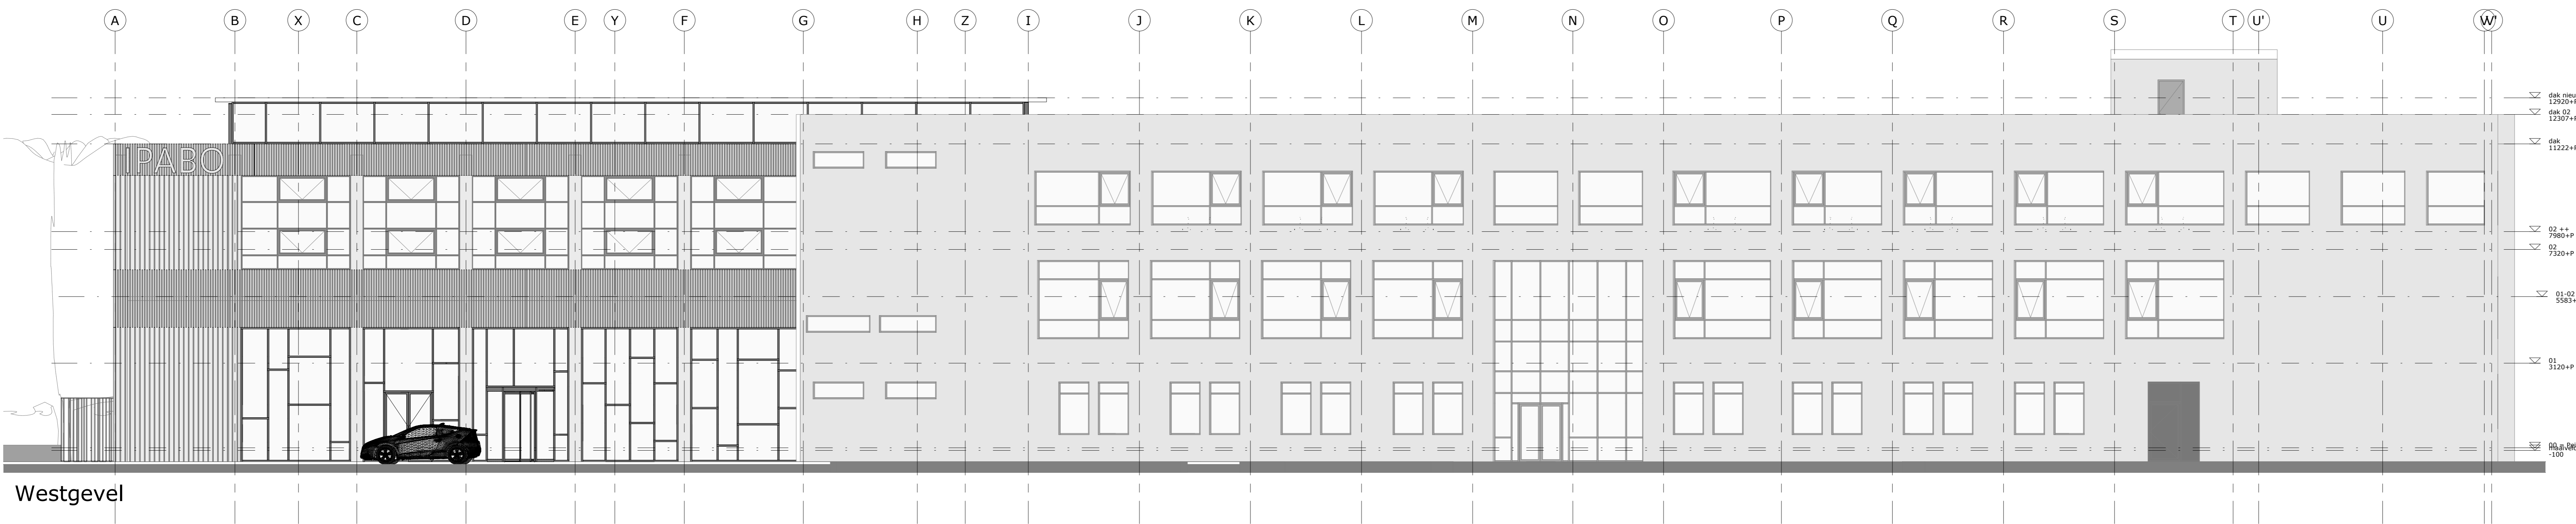 A B X C D E Y F G H Z I J K L M N O P Q R S T U' U W'
IPABO
dak nieu
12920+P
dak 02
12307+P
dak
11222+P
02 ++
7980+P
02
7320+P
01-02
5583+
01
3120+P
-100
Westgevel